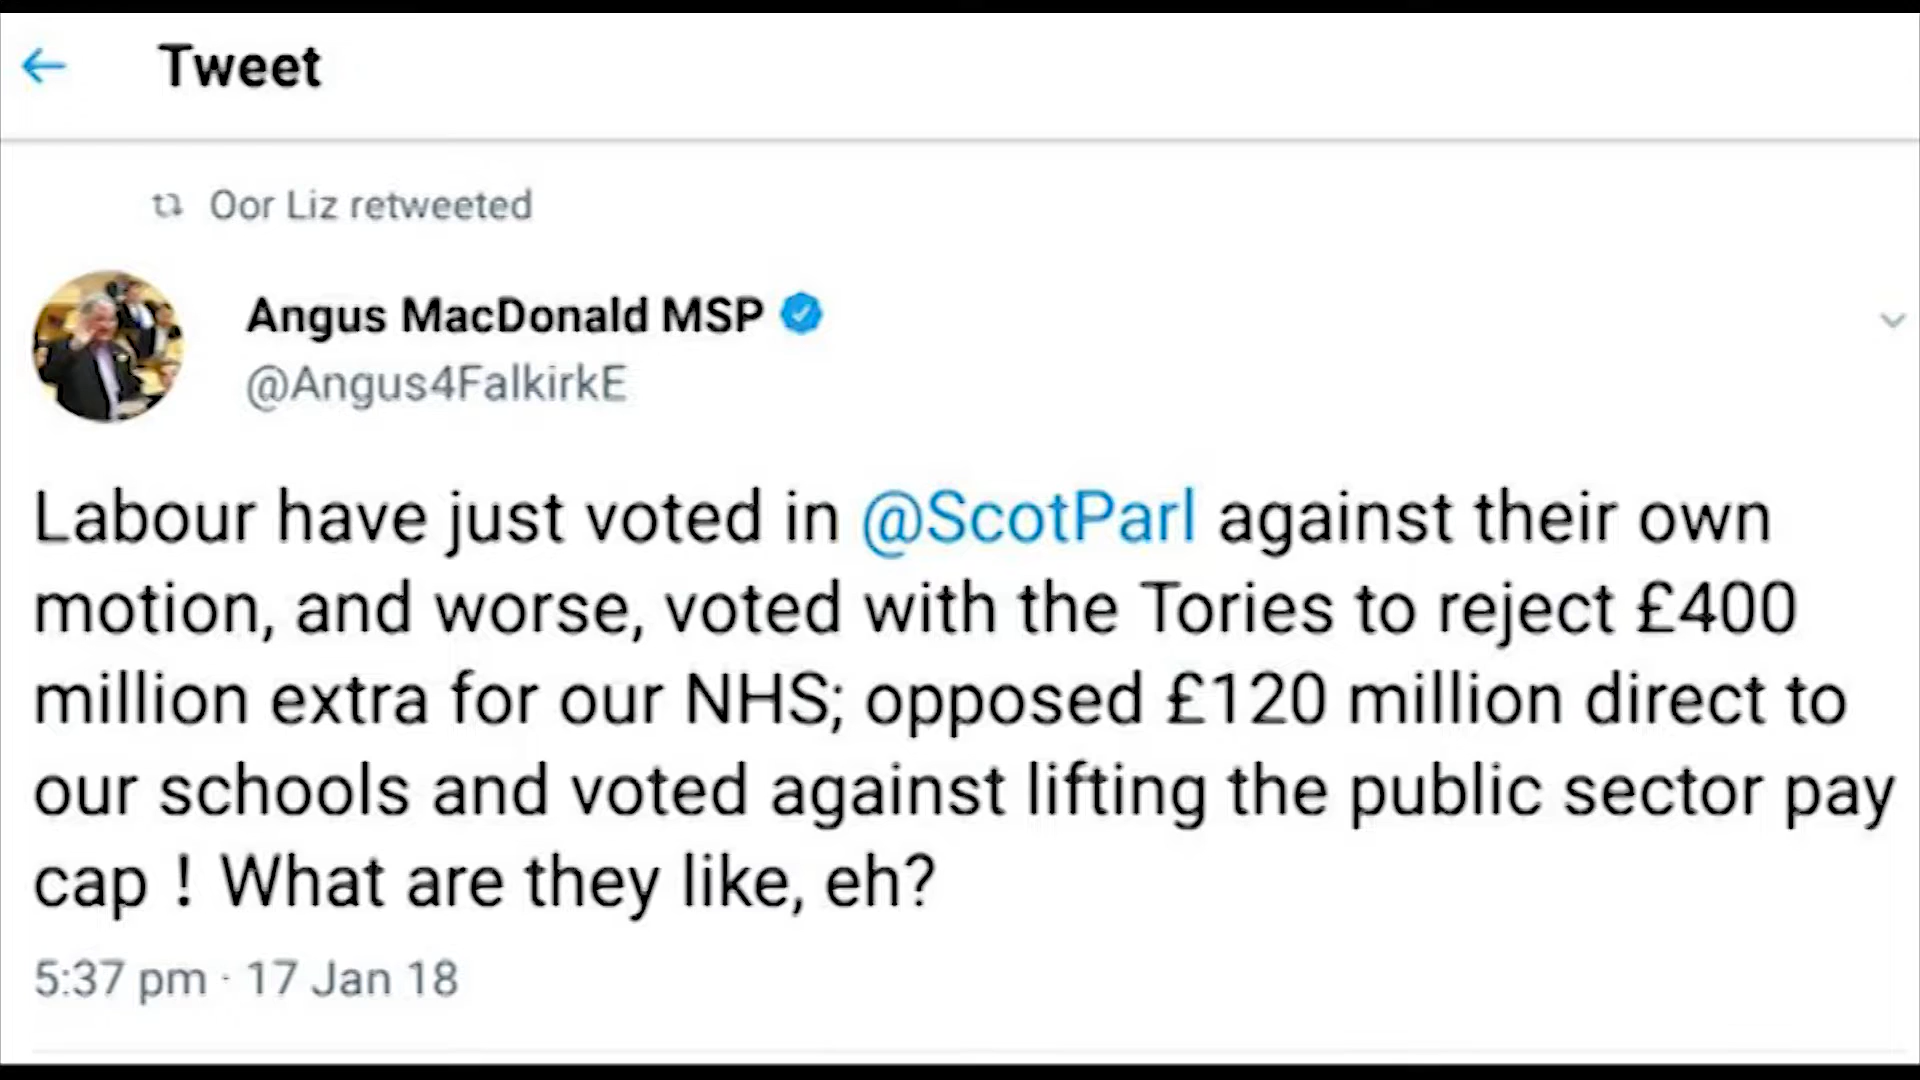 Tweet
Oor Liz retweeted
Angus MacDonald MSP
@Angus4FalkirkE
Labour have just voted in @ScotParl against their own
motion, and worse, voted with the Tories to reject £400
million extra for our NHS; opposed £120 million direct to
our schools and voted against lifting the public sector pay
cap ! What are they like, eh?
5:37 pm · 17 Jan 18